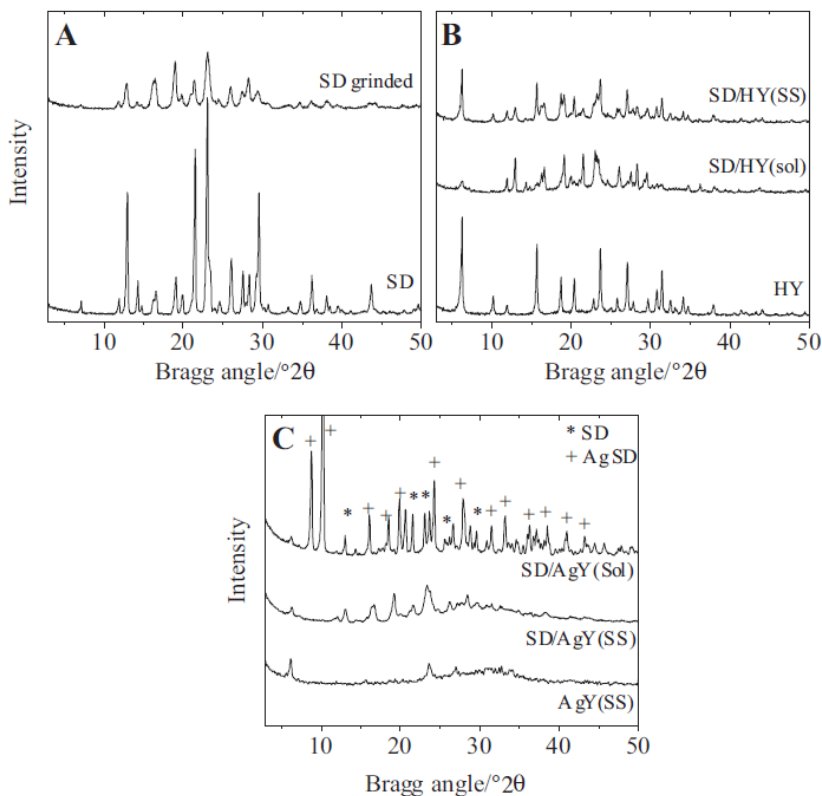 A
SD grinded
SD
Intensity
10 20 30 40 50
Bragg angle/°2θ
B
SD/HY(SS)
SD/HY(sol)
HY
10 20 30 40 50
Bragg angle/°2θ
C
* SD
+ AgSD
SD/AgY(Sol)
SD/AgY(SS)
AgY(SS)
Intensity
10 20 30 40 50
Bragg angle/°2θ